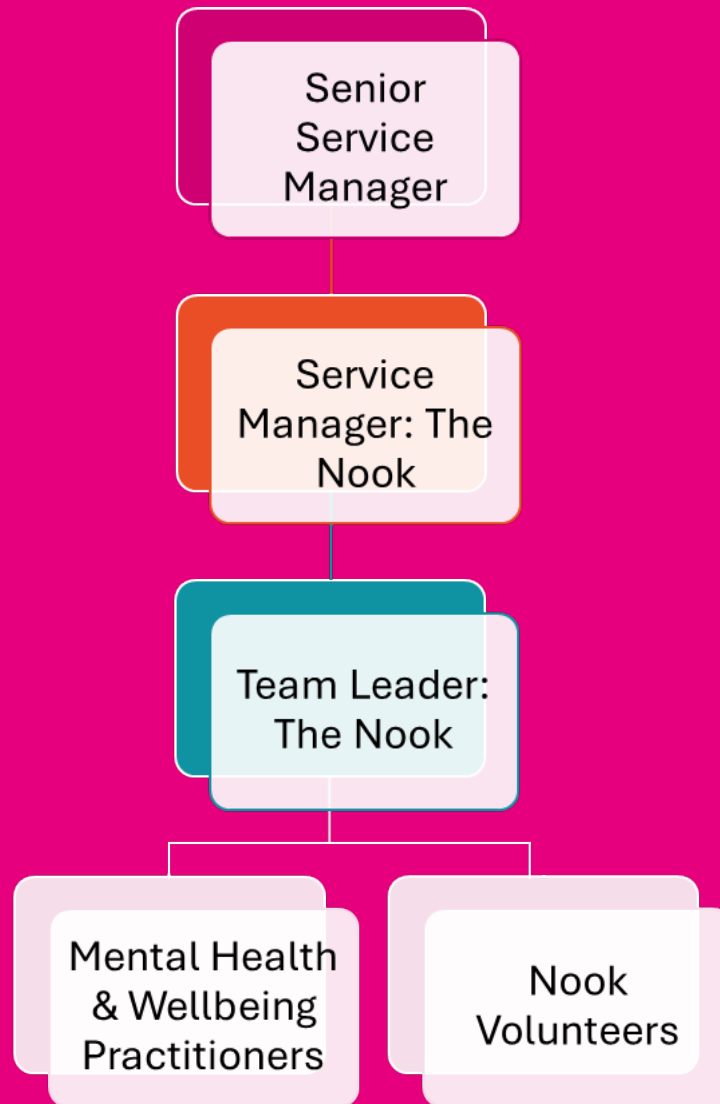 Senior
Service
Manager
Service
Manager: The
Nook
Team Leader:
The Nook
Mental Health
& Wellbeing
Practitioners
Nook
Volunteers